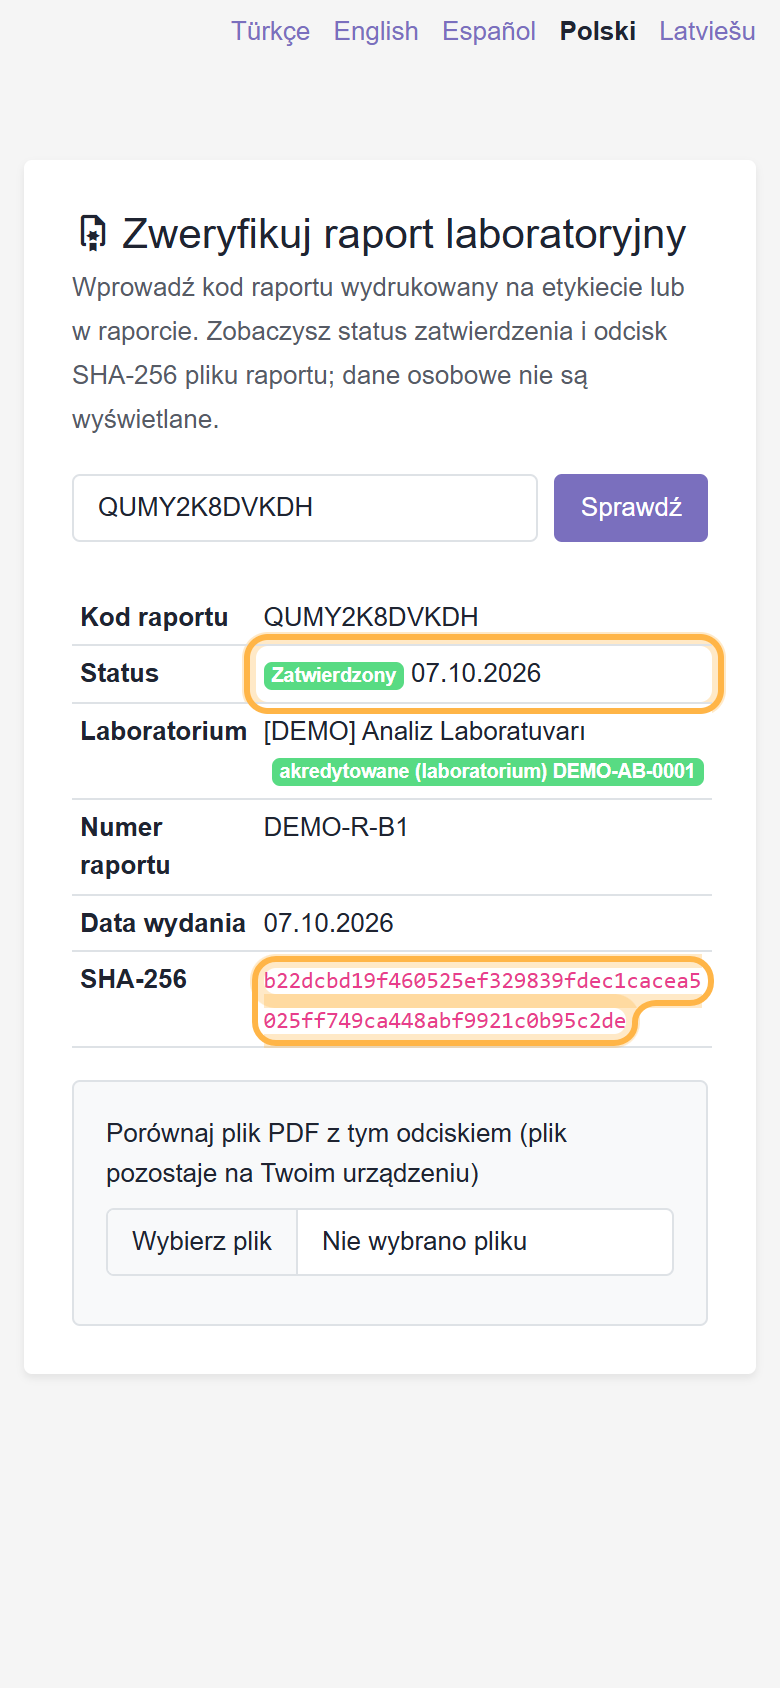 Türkçe English Español Polski Latviešu
Zweryfikuj raport laboratoryjny
Wprowadź kod raportu wydrukowany na etykiecie lub
w raporcie. Zobaczysz status zatwierdzenia i odcisk
SHA-256 pliku raportu; dane osobowe nie są
wyświetlane.
QUMY2K8DVKDH Sprawdź
Kod raportu QUMY2K8DVKDH
Status Zatwierdzony 07.10.2026
Laboratorium [DEMO] Analiz Laboratuvarı
akredytowane (laboratorium) DEMO-AB-0001
Numer DEMO-R-B1
raportu
Data wydania 07.10.2026
SHA-256 b22dcbd19f460525ef329839fdec1cacea5
025ff749ca448abf9921c0b95c2de
Porównaj plik PDF z tym odciskiem (plik
pozostaje na Twoim urządzeniu)
Wybierz plik Nie wybrano pliku